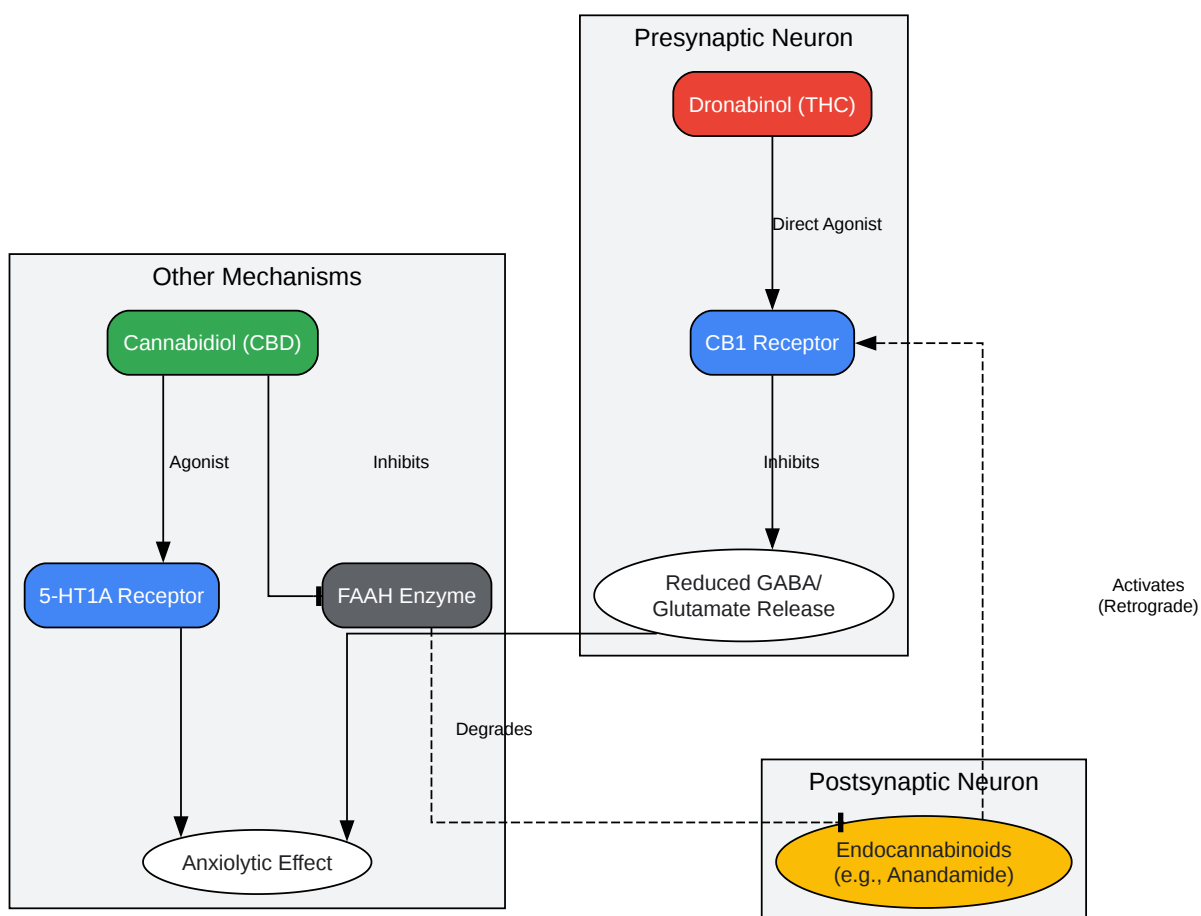 Presynaptic Neuron
Dronabinol (THC)
Direct Agonist
Other Mechanisms
Cannabidiol (CBD)
CB1 Receptor
Agonist
Inhibits
Inhibits
5-HT1A Receptor
FAAH Enzyme
Reduced GABA/
Glutamate Release
Activates
(Retrograde)
Degrades
Postsynaptic Neuron
Anxiolytic Effect
Endocannabinoids
(e.g., Anandamide)